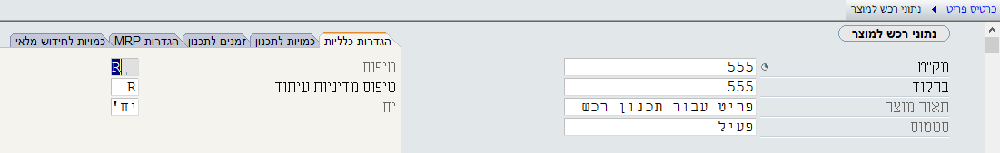 כרטיס פריט ◂ נתוני רכש למוצר
נתוני רכש למוצר
מק"ט 555
ברקוד 555
תאור מוצר פריט עבור תכנון רכש
סטטוס פעיל
הגדרות כלליות כמויות לתכנון זמנים לתכנון הגדרות MRP כמויות לחידוש מלאי
טיפוס R
טיפוס מדיניות עיתוד R
יח' יח'